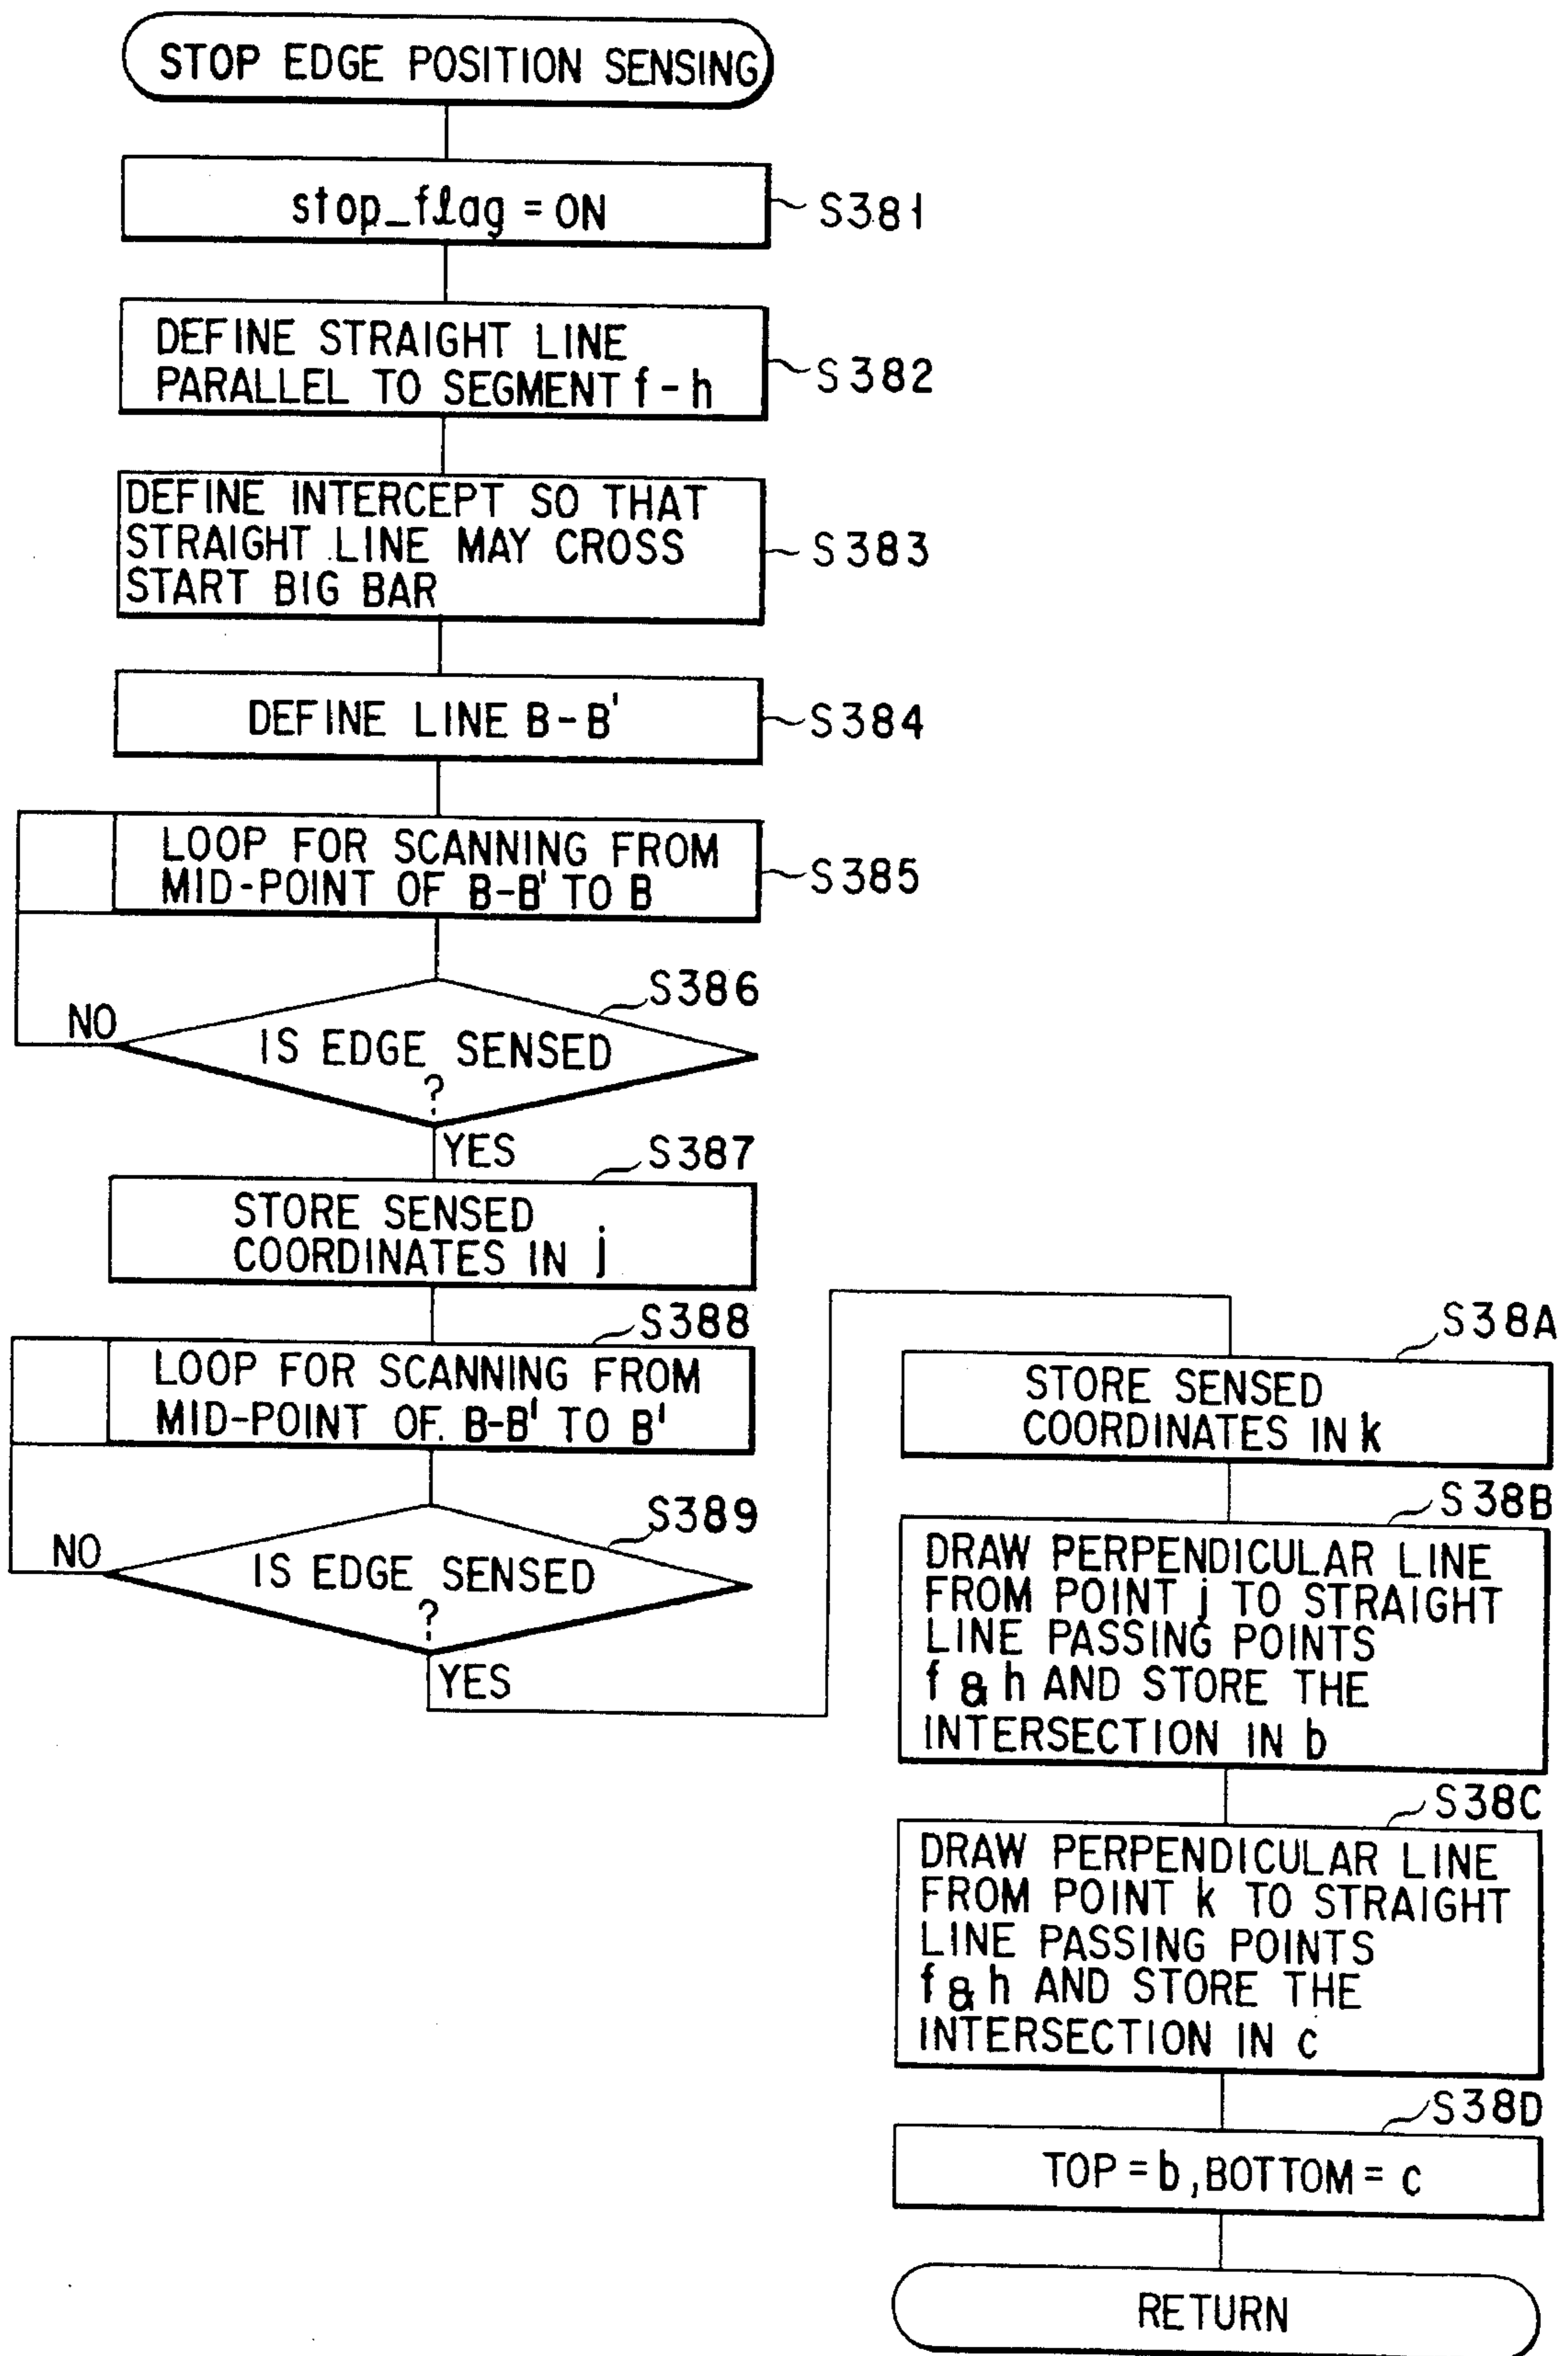 STOP EDGE POSITION SENSING
stop_flag = ON
S381
DEFINE STRAIGHT LINE
PARALLEL TO SEGMENT f-h
S382
DEFINE INTERCEPT SO THAT
STRAIGHT LINE MAY CROSS
START BIG BAR
S383
DEFINE LINE B-B'
S384
LOOP FOR SCANNING FROM
MID-POINT OF B-B' TO B
S385
S386
NO
IS EDGE SENSED
?
YES
S387
STORE SENSED
COORDINATES IN j
S388
LOOP FOR SCANNING FROM
MID-POINT OF B-B' TO B'
S389
NO
IS EDGE SENSED
?
YES
S38A
STORE SENSED
COORDINATES IN k
S38B
DRAW PERPENDICULAR LINE
FROM POINT j TO STRAIGHT
LINE PASSING POINTS
f & h AND STORE THE
INTERSECTION IN b
S38C
DRAW PERPENDICULAR LINE
FROM POINT k TO STRAIGHT
LINE PASSING POINTS
f & h AND STORE THE
INTERSECTION IN c
S38D
TOP = b, BOTTOM = c
RETURN